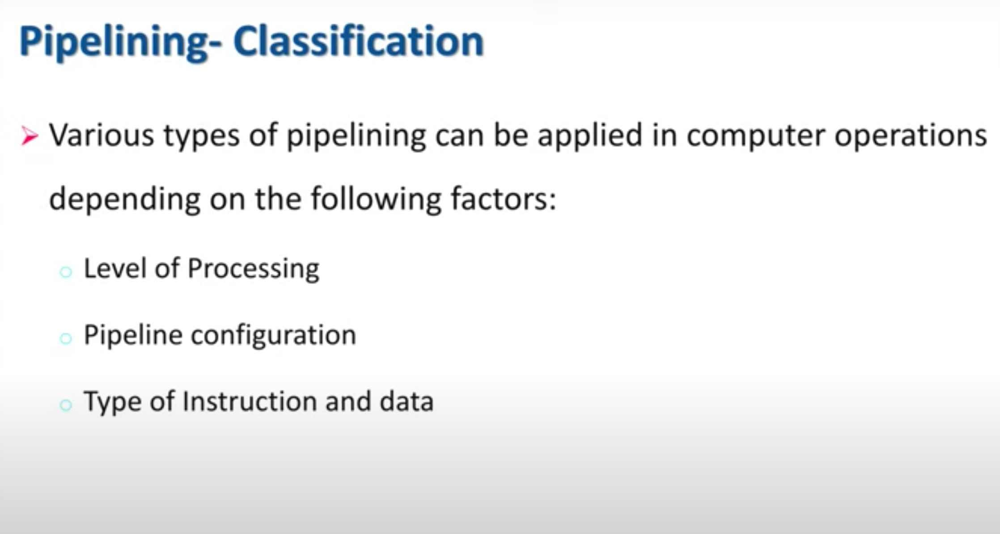 Pipelining- Classification
Various types of pipelining can be applied in computer operations
depending on the following factors:
Level of Processing
Pipeline configuration
Type of Instruction and data